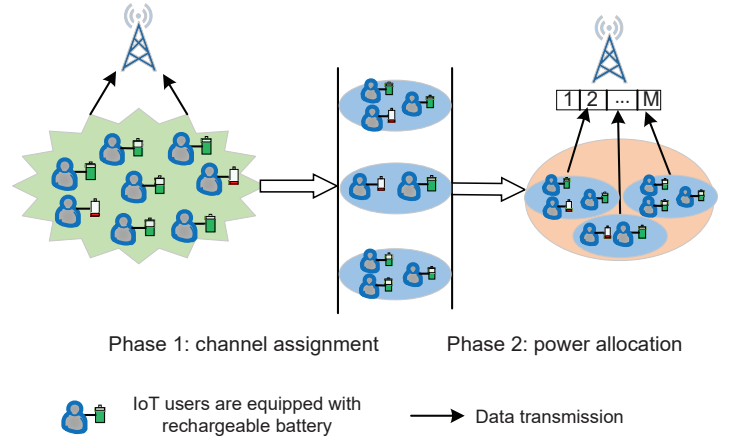 1 2 ... M
Phase 1: channel assignment
Phase 2: power allocation
IoT users are equipped with
rechargeable battery
Data transmission